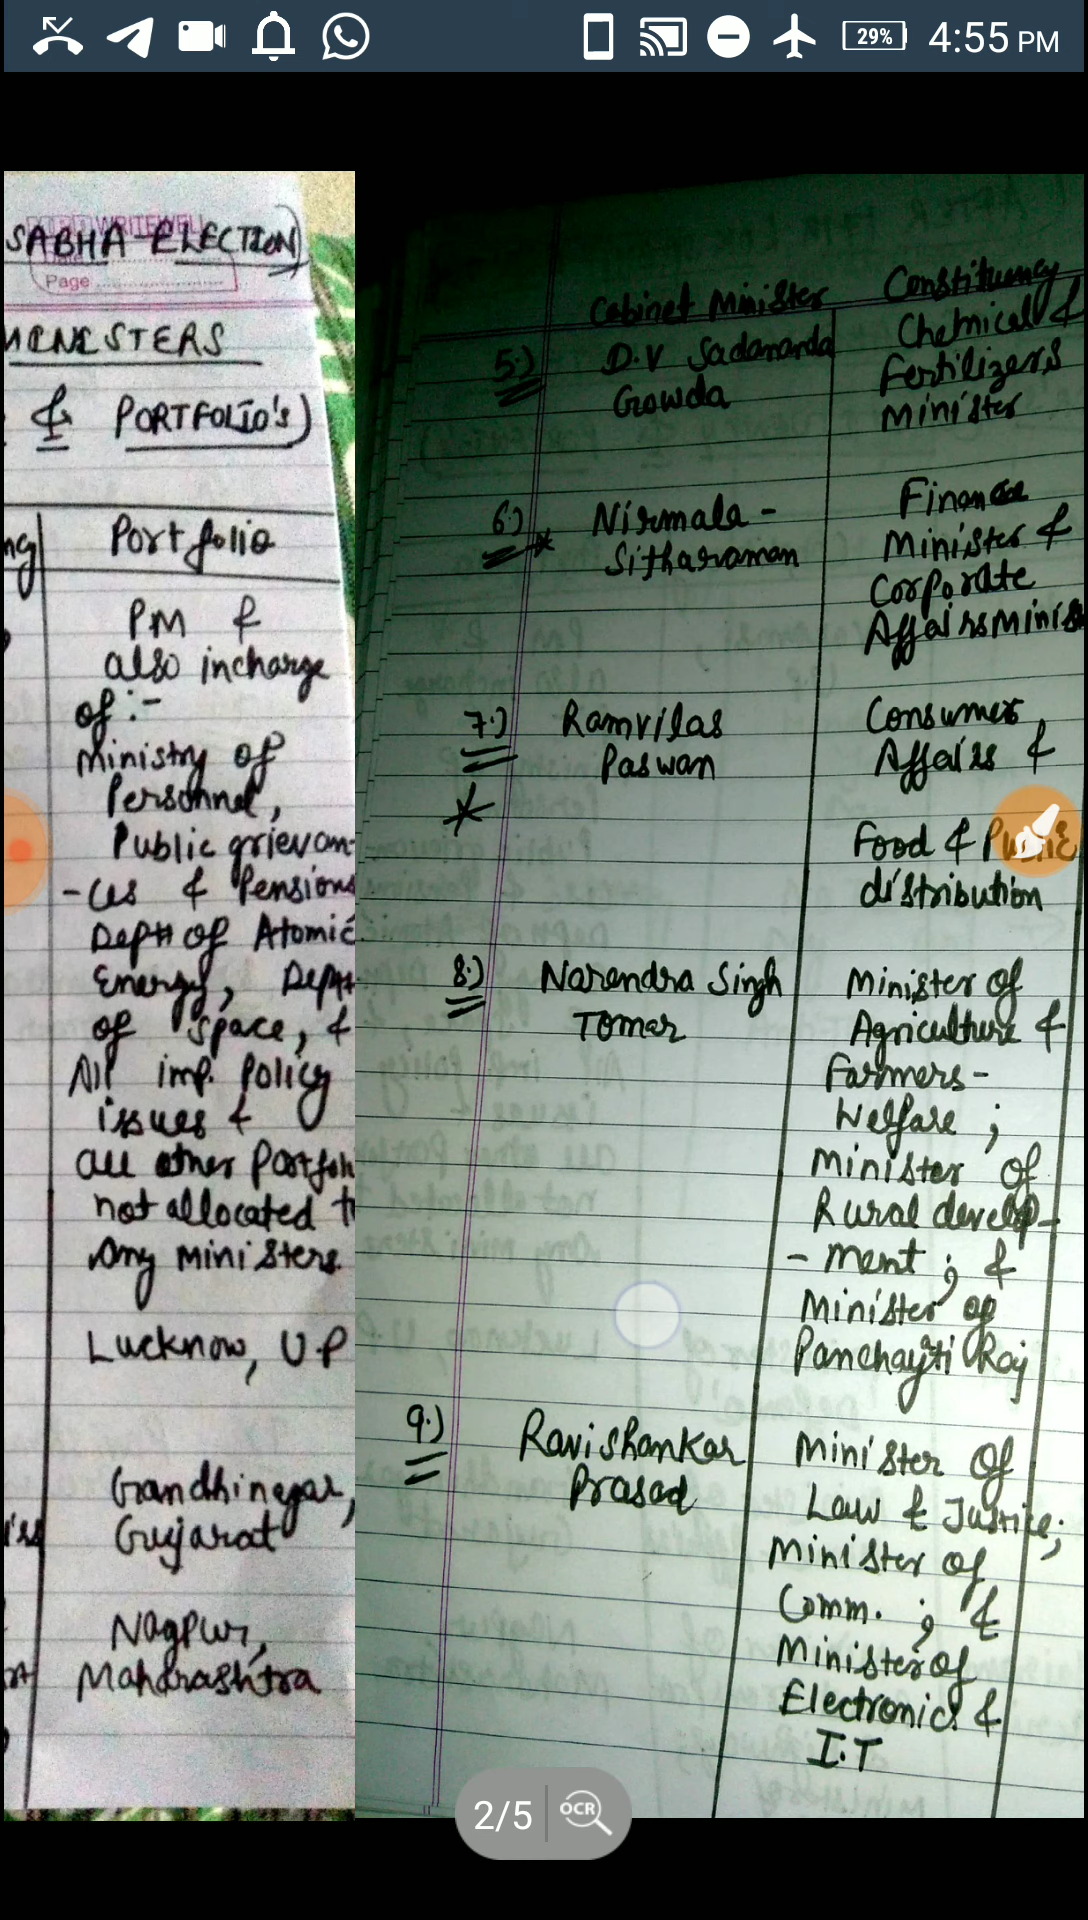 29%
4:55 PM
WRITEWELL
SABHA-ELECTION)
Page
MINISTERS
& PORTFOLIO's)
Portfolio
PM &
also incharge
of :-
Ministry of
Personnel,
Public grievan-
-ces & Pensions
Deptt of Atomic
Energy, Deptt
of Space, &
All imp. Policy
issues &
all other Portfoli
not allocated to
Any ministers.
Lucknow, U.P
Gandhinagar,
Gujarat
Nagpur,
Maharashtra
Cabinet Minister Constituency
5.) D.V Sadananda Chemical &
Gowda Fertilizers
Minister
6.) Nirmala - Finance
Sitharaman Minister &
Corporate
Affairs Minis
7.) Ramvilas Consumer,
Paswan Affairs &
Food & Public
distribution
8.) Narendra Singh Minister of
Tomar Agriculture &
Farmers-
Welfare ;
Minister of
Rural develop-
- ment ; &
Minister of
Panchayti Raj
9.) Ravishankar Minister Of
Prasad Law & Justice;
Minister of
Comm. ; &
Minister of
Electronics &
I.T
2/5
OCR